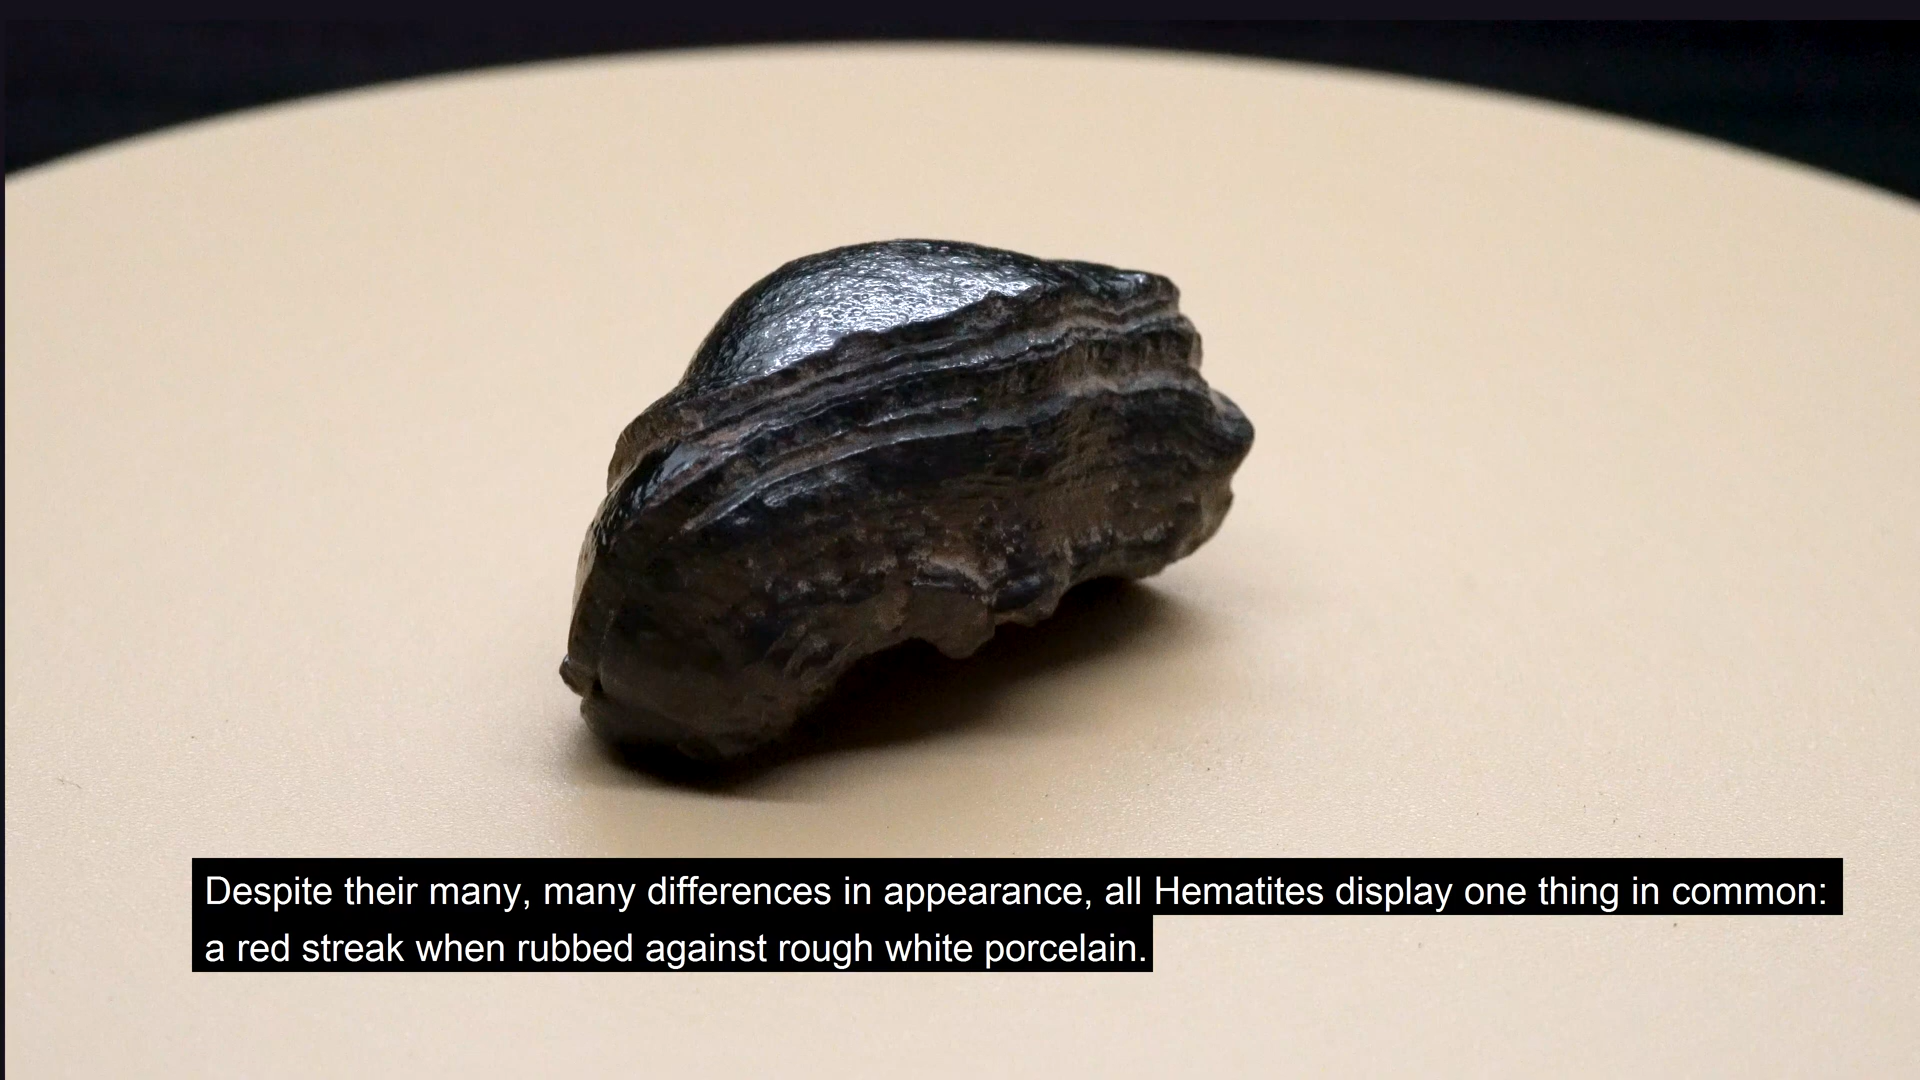 Despite their many, many differences in appearance, all Hematites display one thing in common:
a red streak when rubbed against rough white porcelain.